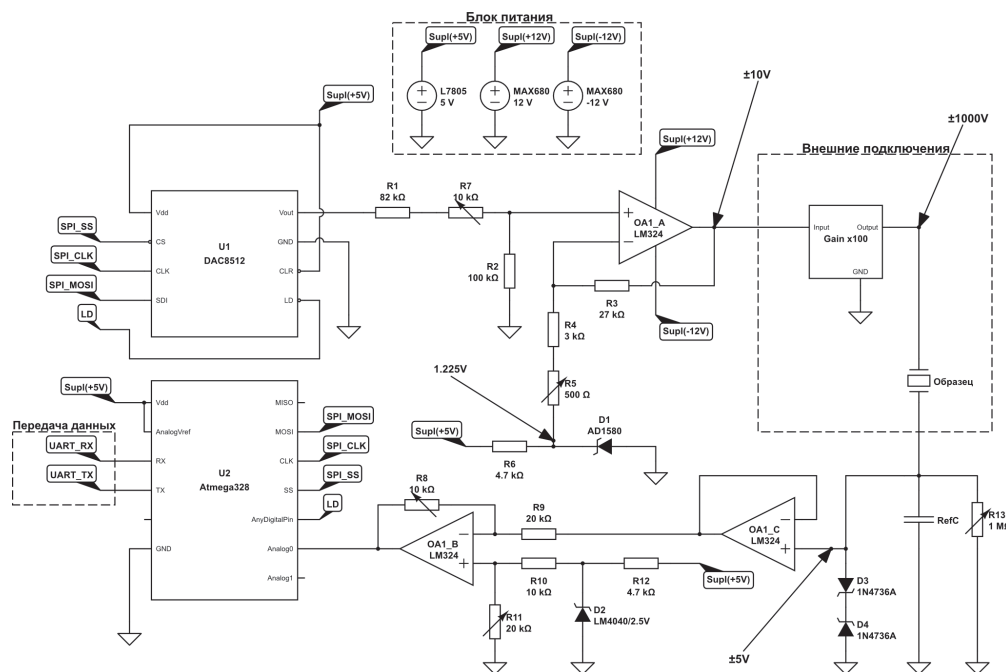 Блок питания
Supl(+5V)
Supl(+12V)
Supl(-12V)
L7805
5 V
MAX680
12 V
MAX680
-12 V
±10V
±1000V
Внешние подключения
Supl(+5V)
Supl(+12V)
Vdd
Vout
CS
GND
CLK
CLR
SDI
LD
U1
DAC8512
SPI_SS
SPI_CLK
SPI_MOSI
LD
R1
82 kΩ
R7
10 kΩ
R2
100 kΩ
OA1_A
LM324
R3
27 kΩ
R4
3 kΩ
Supl(-12V)
Input
Output
Gain x100
GND
R5
500 Ω
1.225V
Образец
Supl(+5V)
R6
4.7 kΩ
D1
AD1580
Supl(+5V)
Передача данных
UART_RX
UART_TX
Vdd
MISO
AnalogVref
MOSI
RX
CLK
TX
SS
AnyDigitalPin
GND
Analog0
Analog1
U2
Atmega328
SPI_MOSI
SPI_CLK
SPI_SS
LD
R8
10 kΩ
R9
20 kΩ
OA1_B
LM324
OA1_C
LM324
R10
10 kΩ
R12
4.7 kΩ
Supl(+5V)
R11
20 kΩ
D2
LM4040/2.5V
RefC
R13
D3
1N4736A
D4
1N4736A
±5V